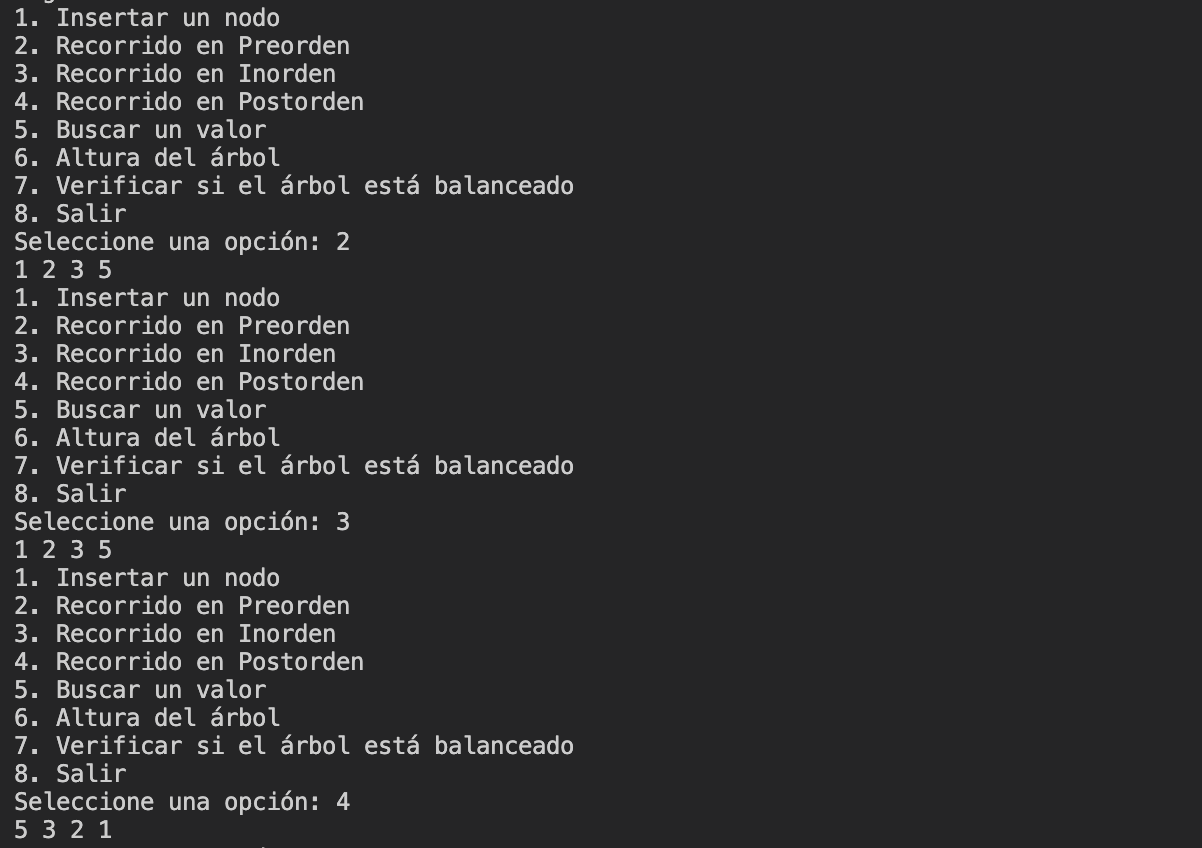 1. Insertar un nodo
2. Recorrido en Preorden
3. Recorrido en Inorden
4. Recorrido en Postorden
5. Buscar un valor
6. Altura del árbol
7. Verificar si el árbol está balanceado
8. Salir
Seleccione una opción: 2
1 2 3 5
1. Insertar un nodo
2. Recorrido en Preorden
3. Recorrido en Inorden
4. Recorrido en Postorden
5. Buscar un valor
6. Altura del árbol
7. Verificar si el árbol está balanceado
8. Salir
Seleccione una opción: 3
1 2 3 5
1. Insertar un nodo
2. Recorrido en Preorden
3. Recorrido en Inorden
4. Recorrido en Postorden
5. Buscar un valor
6. Altura del árbol
7. Verificar si el árbol está balanceado
8. Salir
Seleccione una opción: 4
5 3 2 1